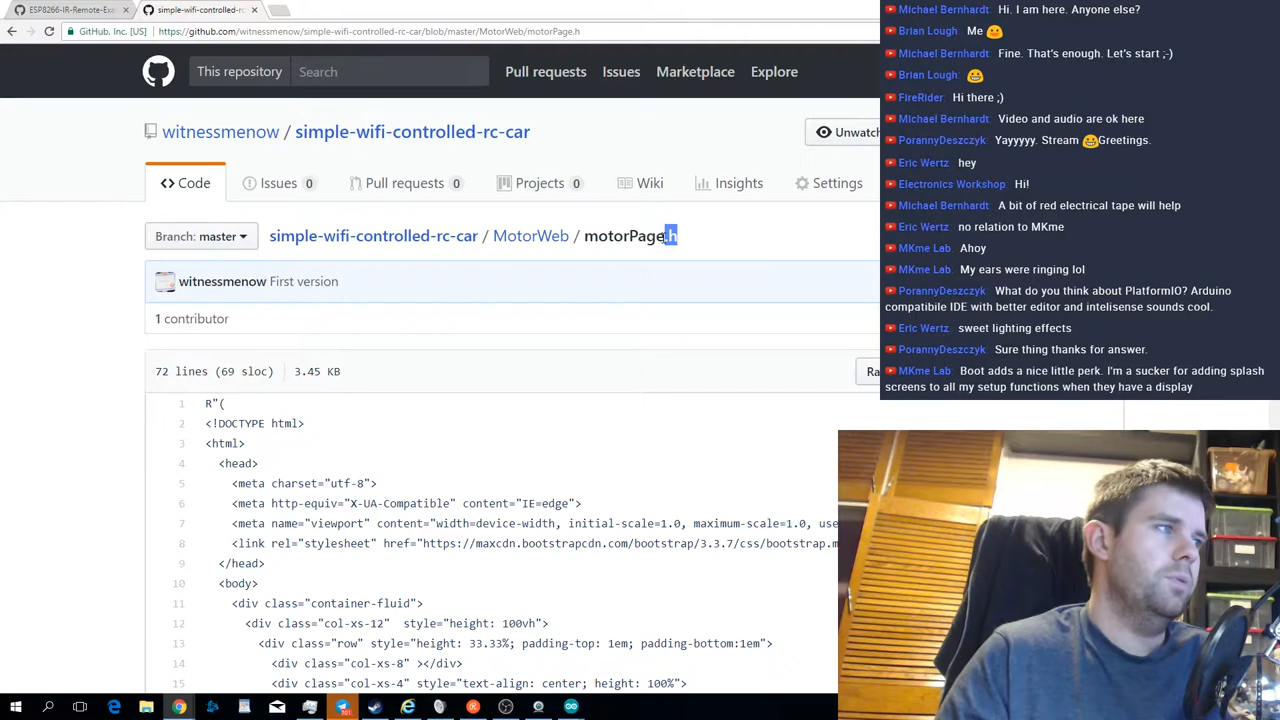 ESP8266-IR-Remote-Exa
simple-wifi-controlled-rc-
GitHub, Inc. [US]
https://github.com/witnessmenow/simple-wifi-controlled-rc-car/blob/master/MotorWeb/motorPage.h
This repository
Search
Pull requests
Issues
Marketplace
Explore
witnessmenow / simple-wifi-controlled-rc-car
Unwatch
<> Code
Issues 0
Pull requests 0
Projects 0
Wiki
Insights
Settings
Branch: master
simple-wifi-controlled-rc-car / MotorWeb / motorPage.h
witnessmenow First version
1 contributor
72 lines (69 sloc)
3.45 KB
Ra
1 R"(
2 <!DOCTYPE html>
3 <html>
4 <head>
5 <meta charset="utf-8">
6 <meta http-equiv="X-UA-Compatible" content="IE=edge">
7 <meta name="viewport" content="width=device-width, initial-scale=1.0, maximum-scale=1.0, use
8 <link rel="stylesheet" href="https://maxcdn.bootstrapcdn.com/bootstrap/3.3.7/css/bootstrap.m
9 </head>
10 <body>
11 <div class="container-fluid">
12 <div class="col-xs-12" style="height: 100vh">
13 <div class="row" style="height: 33.33%; padding-top: 1em; padding-bottom:1em">
14 <div class="col-xs-8" ></div>
15 <div class="col-xs-4" style="text-align: center; height: 100%">
Michael Bernhardt: Hi. I am here. Anyone else?
Brian Lough: Me 😀
Michael Bernhardt: Fine. That's enough. Let's start ;-)
Brian Lough: 😀
FireRider: Hi there ;)
Michael Bernhardt: Video and audio are ok here
PorannyDeszczyk: Yayyyyy. Stream 😀Greetings.
Eric Wertz: hey
Electronics Workshop: Hi!
Michael Bernhardt: A bit of red electrical tape will help
Eric Wertz: no relation to MKme
MKme Lab: Ahoy
MKme Lab: My ears were ringing lol
PorannyDeszczyk: What do you think about PlatformIO? Arduino
compatibile IDE with better editor and intelisense sounds cool.
Eric Wertz: sweet lighting effects
PorannyDeszczyk: Sure thing thanks for answer.
MKme Lab: Boot adds a nice little perk. I'm a sucker for adding splash
screens to all my setup functions when they have a display